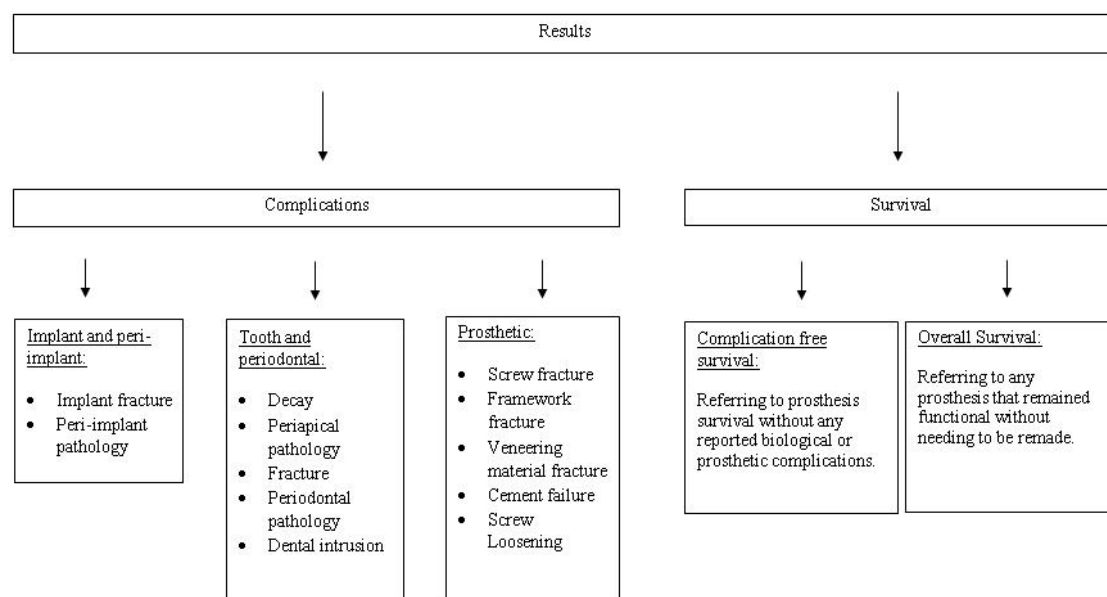 Results
Complications
Survival
Implant and peri-
implant:
• Implant fracture
• Peri-implant
pathology
Tooth and
periodontal:
• Decay
• Periapical
pathology
• Fracture
• Periodontal
pathology
• Dental intrusion
Prosthetic:
• Screw fracture
• Framework
fracture
• Veneering
material fracture
• Cement failure
• Screw
Loosening
Complication free
survival:
Referring to prosthesis
survival without any
reported biological or
prosthetic complications.
Overall Survival:
Referring to any
prosthesis that remained
functional without
needing to be remade.